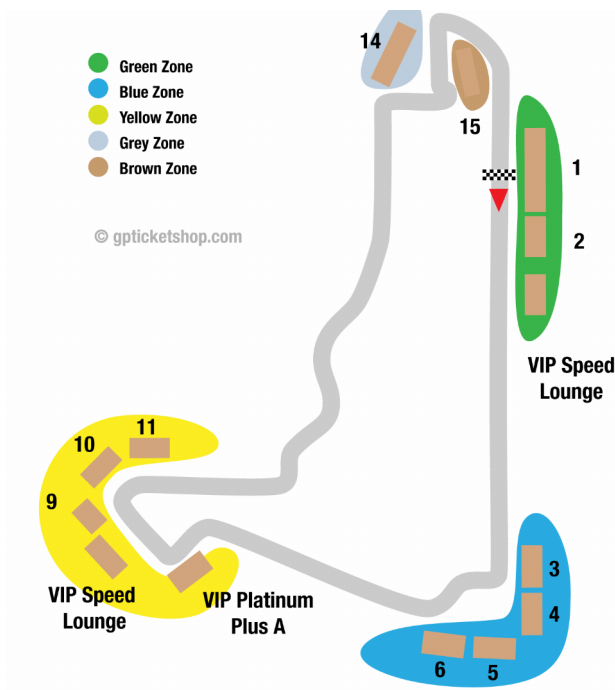 14
Green Zone
Blue Zone
Yellow Zone
Grey Zone
Brown Zone
15
1
© gpticketshop.com
2
VIP Speed
Lounge
11
10
9
VIP Speed
Lounge
VIP Platinum
Plus A
3
4
6
5